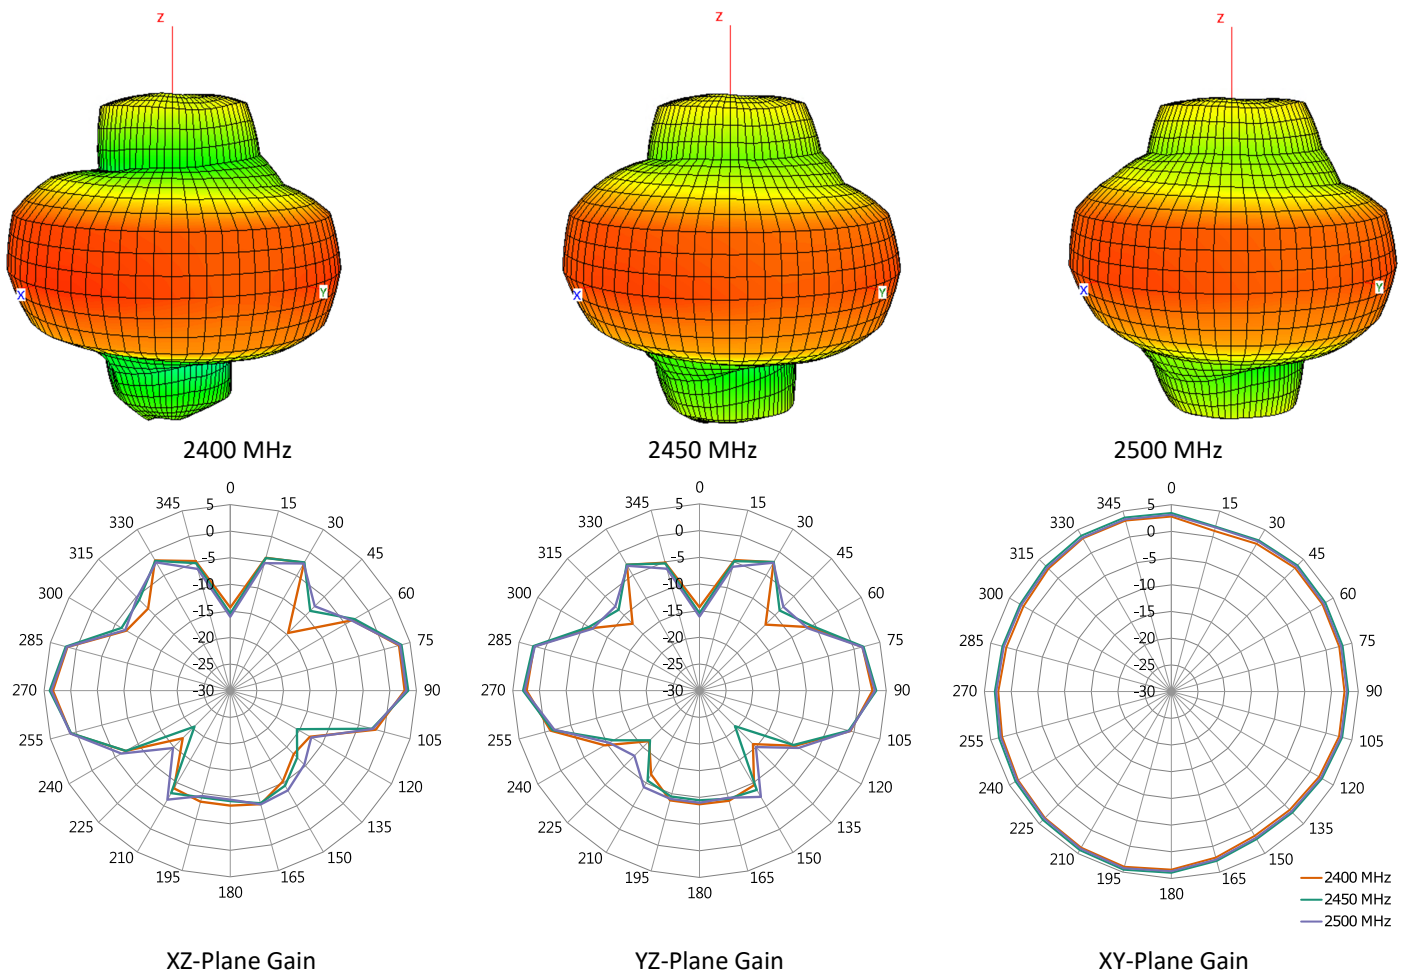 Z Z Z
X Y X Y X Y
2400 MHz 2450 MHz 2500 MHz
0 15 30 45 60 75 90 105 120 135 150 165 180 195 210 225 240 255 270 285 300 315 330 345
5 0 -5 -10 -15 -20 -25 -30
0 15 30 45 60 75 90 105 120 135 150 165 180 195 210 225 240 255 270 285 300 315 330 345
5 0 -5 -10 -15 -20 -25 -30
0 15 30 45 60 75 90 105 120 135 150 165 180 195 210 225 240 255 270 285 300 315 330 345
5 0 -5 -10 -15 -20 -25 -30
2400 MHz
2450 MHz
2500 MHz
XZ-Plane Gain YZ-Plane Gain XY-Plane Gain